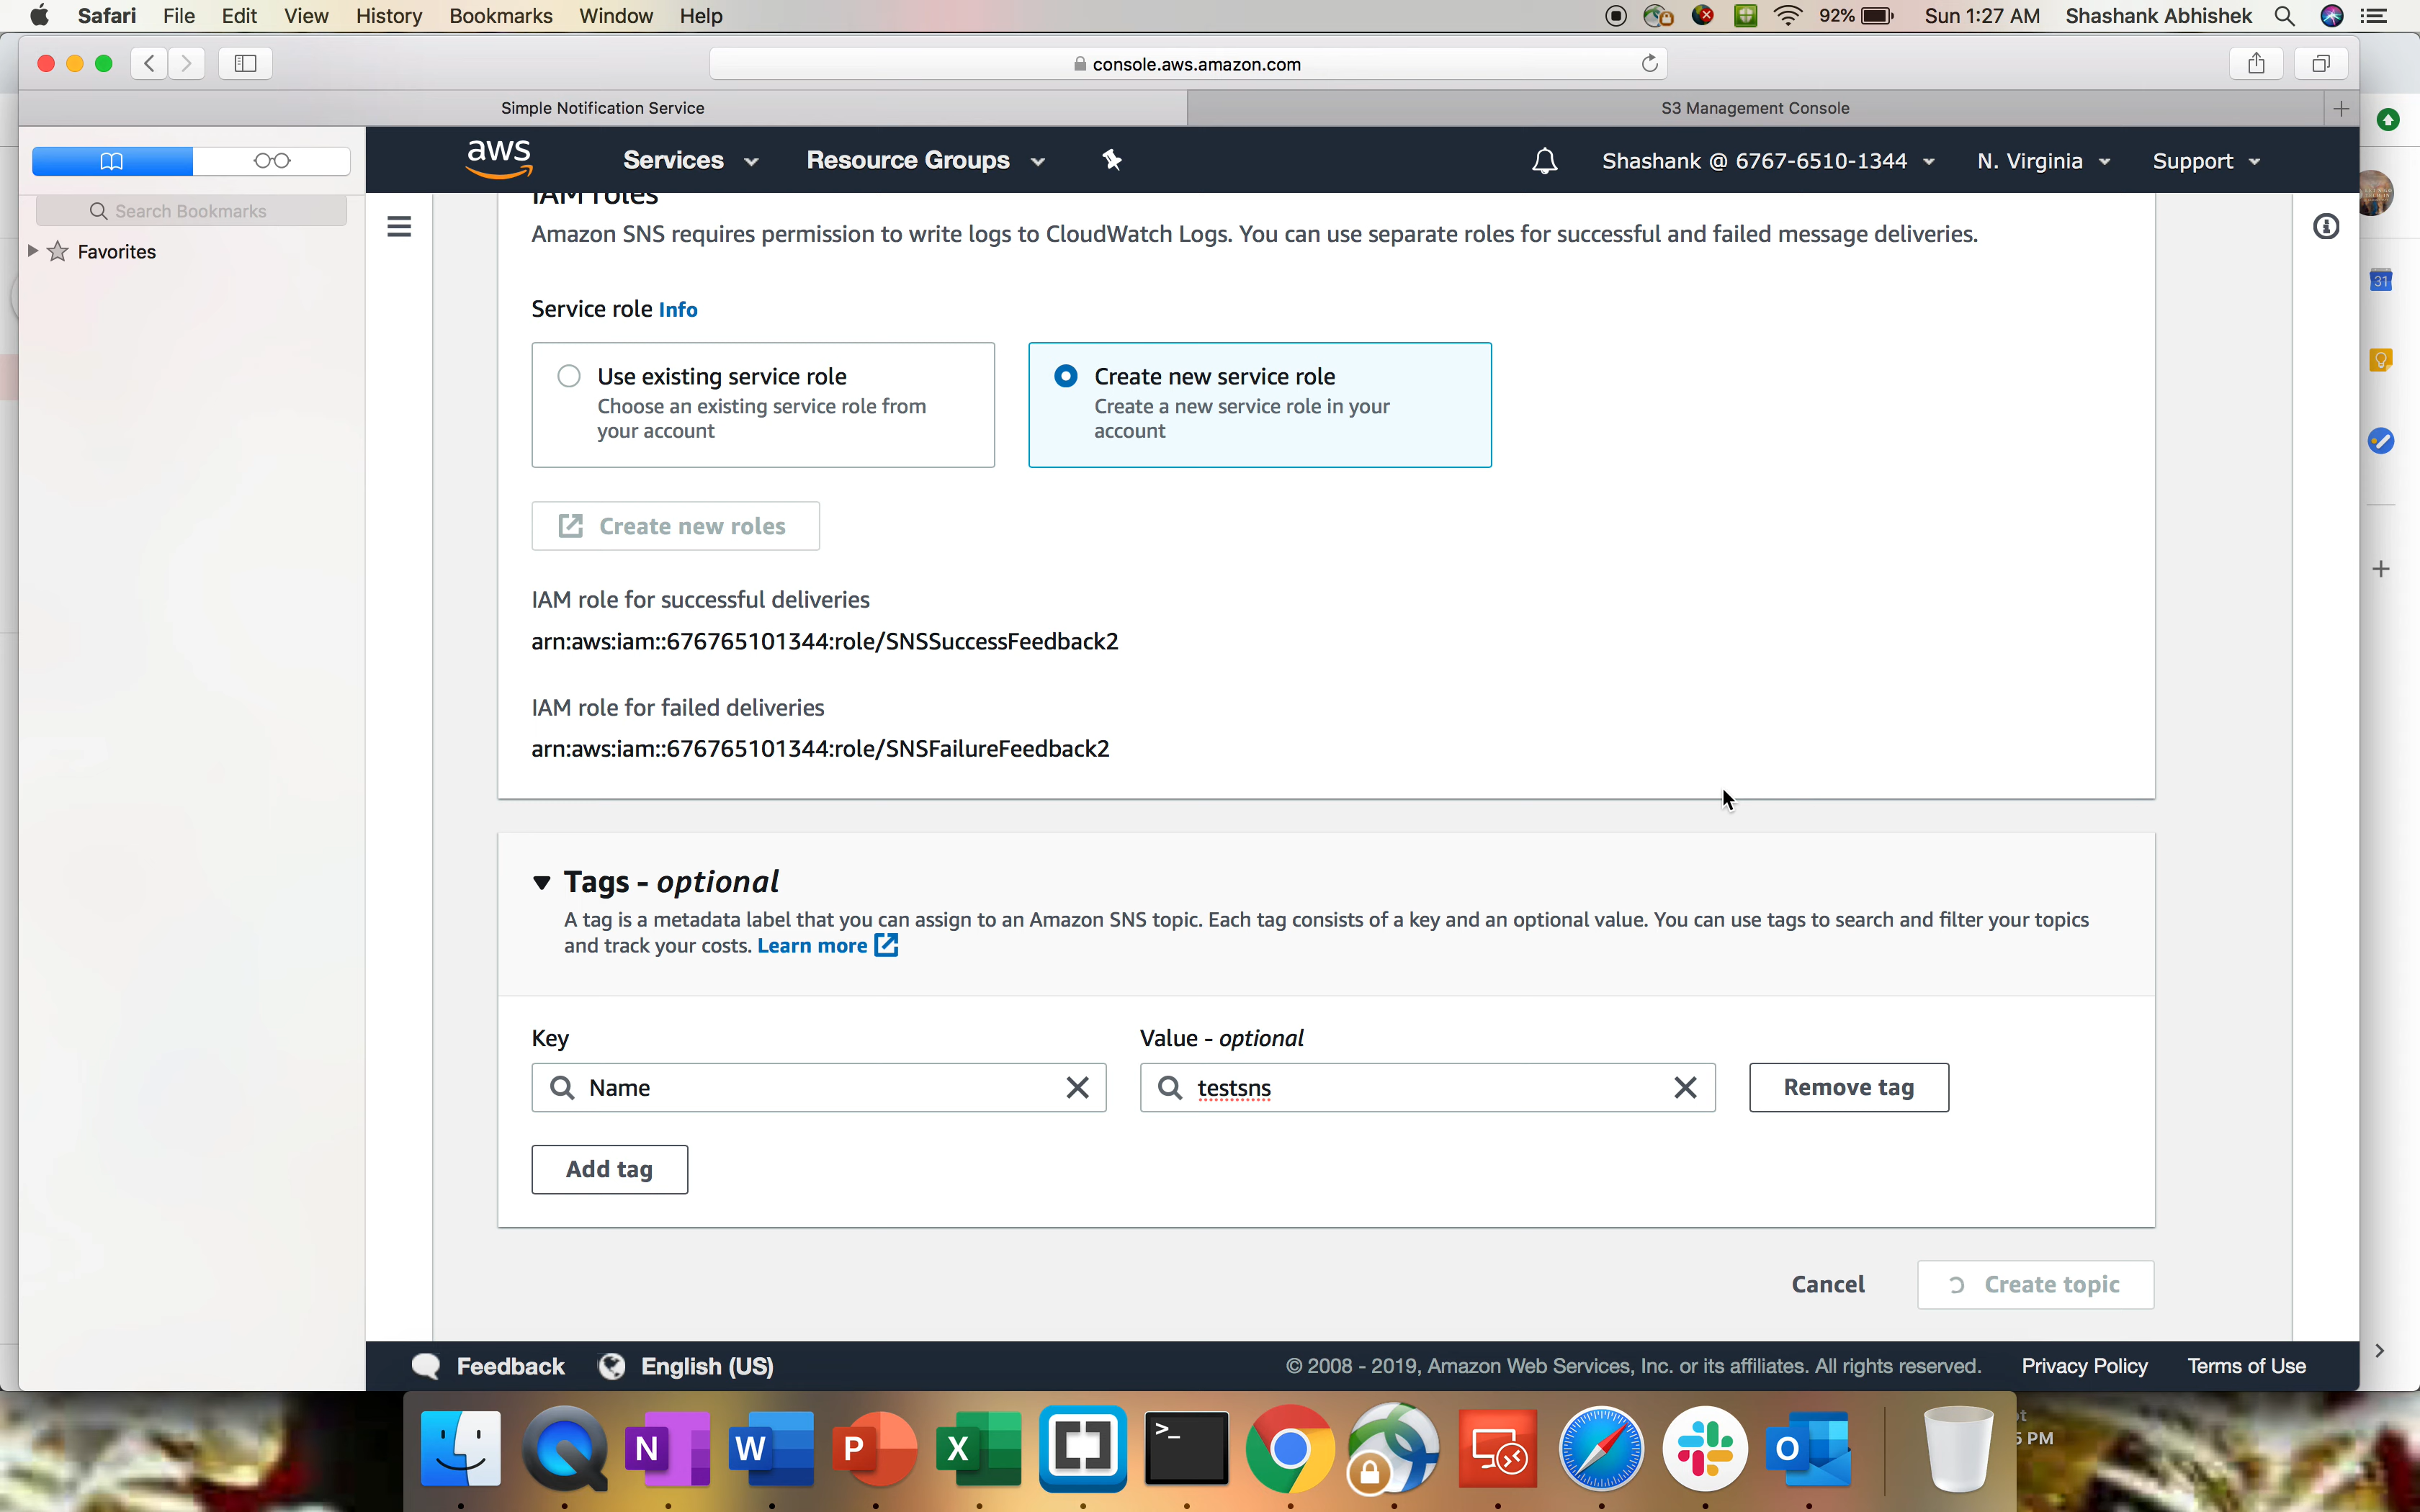 Safari File Edit View History Bookmarks Window Help 92% Sun 1:27 AM Shashank Abhishek
console.aws.amazon.com
Simple Notification Service S3 Management Console
aws Services Resource Groups Shashank @ 6767-6510-1344 N. Virginia Support
Search Bookmarks
Favorites
IAM roles
Amazon SNS requires permission to write logs to CloudWatch Logs. You can use separate roles for successful and failed message deliveries.
Service role Info
Use existing service role
Choose an existing service role from
your account
Create new service role
Create a new service role in your
account
Create new roles
IAM role for successful deliveries
arn:aws:iam::676765101344:role/SNSSuccessFeedback2
IAM role for failed deliveries
arn:aws:iam::676765101344:role/SNSFailureFeedback2
Tags - optional
A tag is a metadata label that you can assign to an Amazon SNS topic. Each tag consists of a key and an optional value. You can use tags to search and filter your topics
and track your costs. Learn more
Key Value - optional
Name testsns Remove tag
Add tag
Cancel Create topic
Feedback English (US) © 2008 - 2019, Amazon Web Services, Inc. or its affiliates. All rights reserved. Privacy Policy Terms of Use
31
N W P X >_ O
5 PM